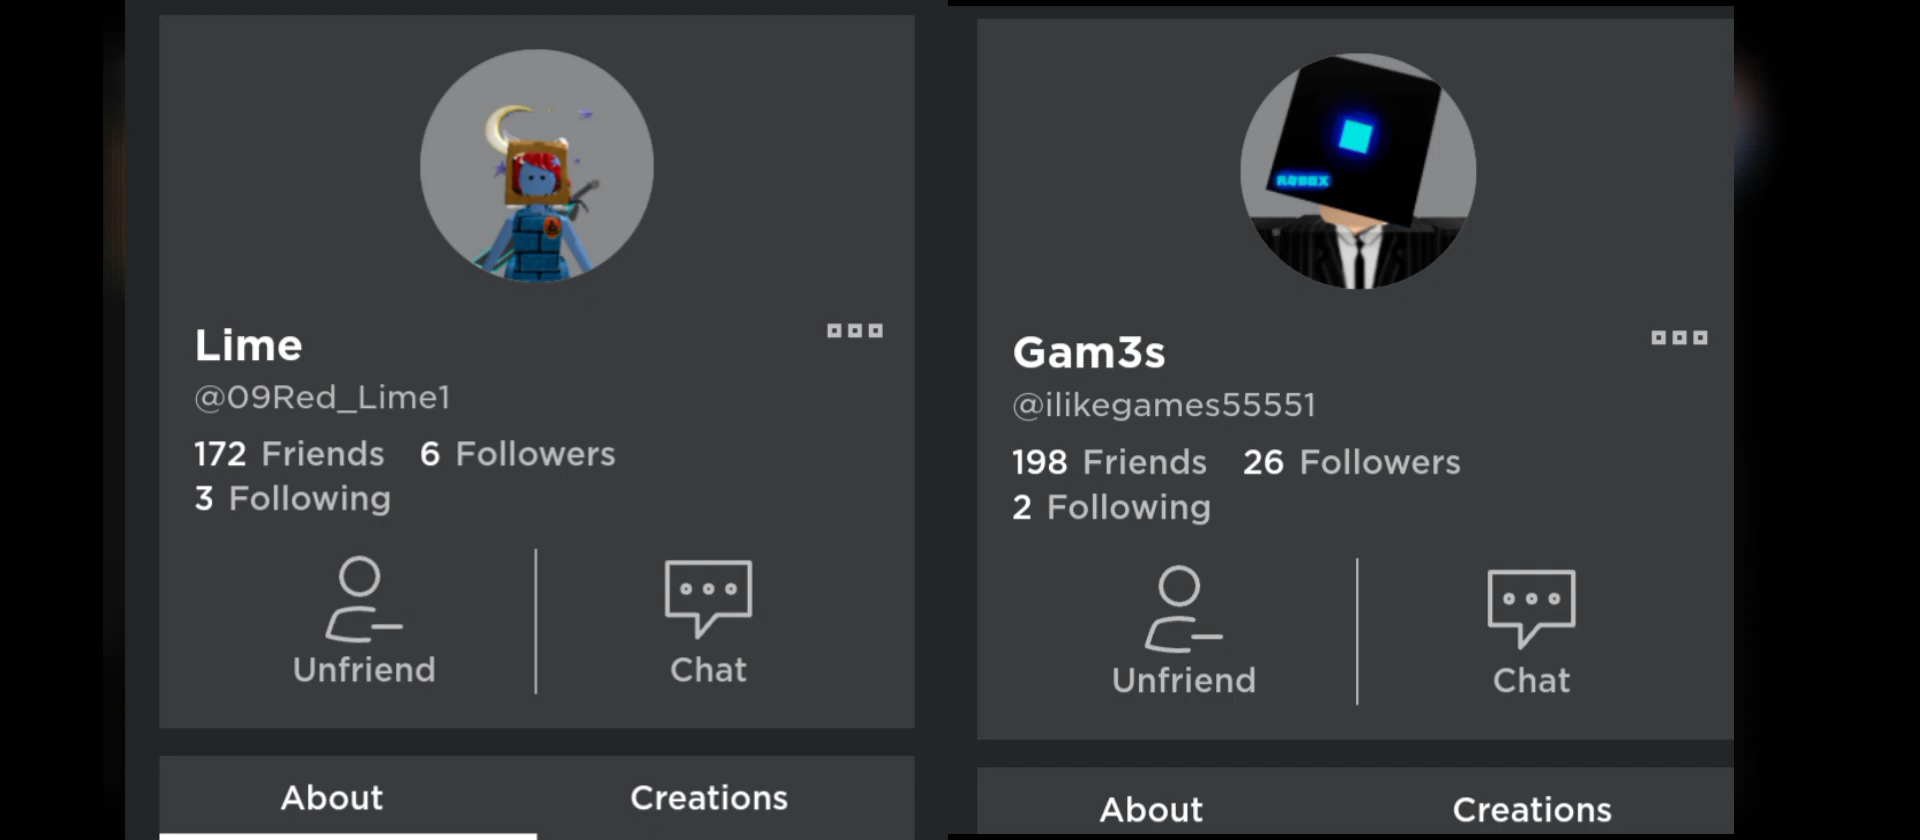 Lime
@09Red_Lime1
172 Friends 6 Followers
3 Following
Unfriend
Chat
About
Creations
ROBOX
Gam3s
@ilikegames55551
198 Friends 26 Followers
2 Following
Unfriend
Chat
About
Creations